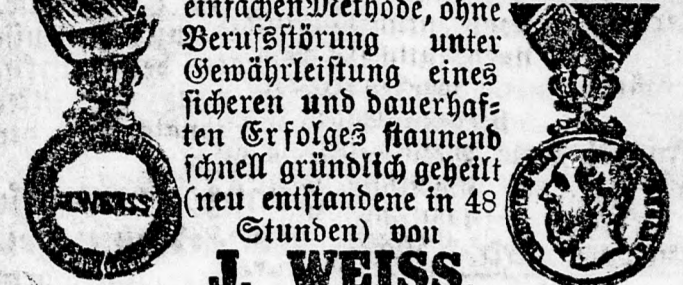 einfachen Methode, ohne
Berufsstörung unter
Gewährleistung eines
sicheren und dauerhaf-
ten Erfolges staunend
schnell gründlich geheilt
(neu entstandene in 48
Stunden) von
J. WEISS
J. WEISS